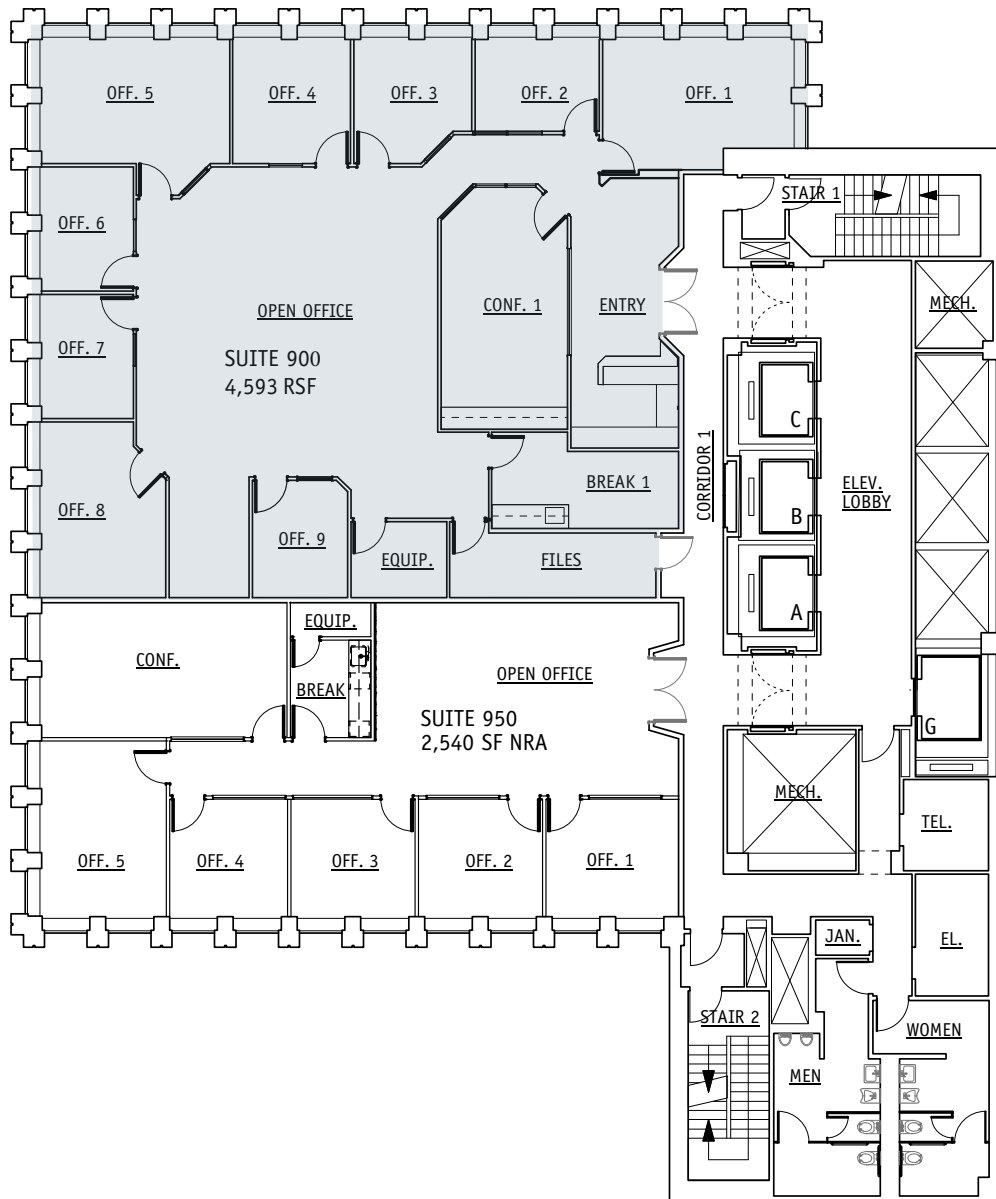 OFF. 5
OFF. 4
OFF. 3
OFF. 2
OFF. 1
STAIR 1
OFF. 6
OPEN OFFICE
CONF. 1
ENTRY
MECH.
OFF. 7
SUITE 900
4,593 RSF
C
CORRIDOR 1
ELEV.
LOBBY
BREAK 1
OFF. 8
B
OFF. 9
EQUIP.
FILES
A
EQUIP.
CONF.
OPEN OFFICE
BREAK
SUITE 950
2,540 SF NRA
G
MECH.
TEL.
OFF. 5
OFF. 4
OFF. 3
OFF. 2
OFF. 1
JAN.
EL.
STAIR 2
WOMEN
MEN